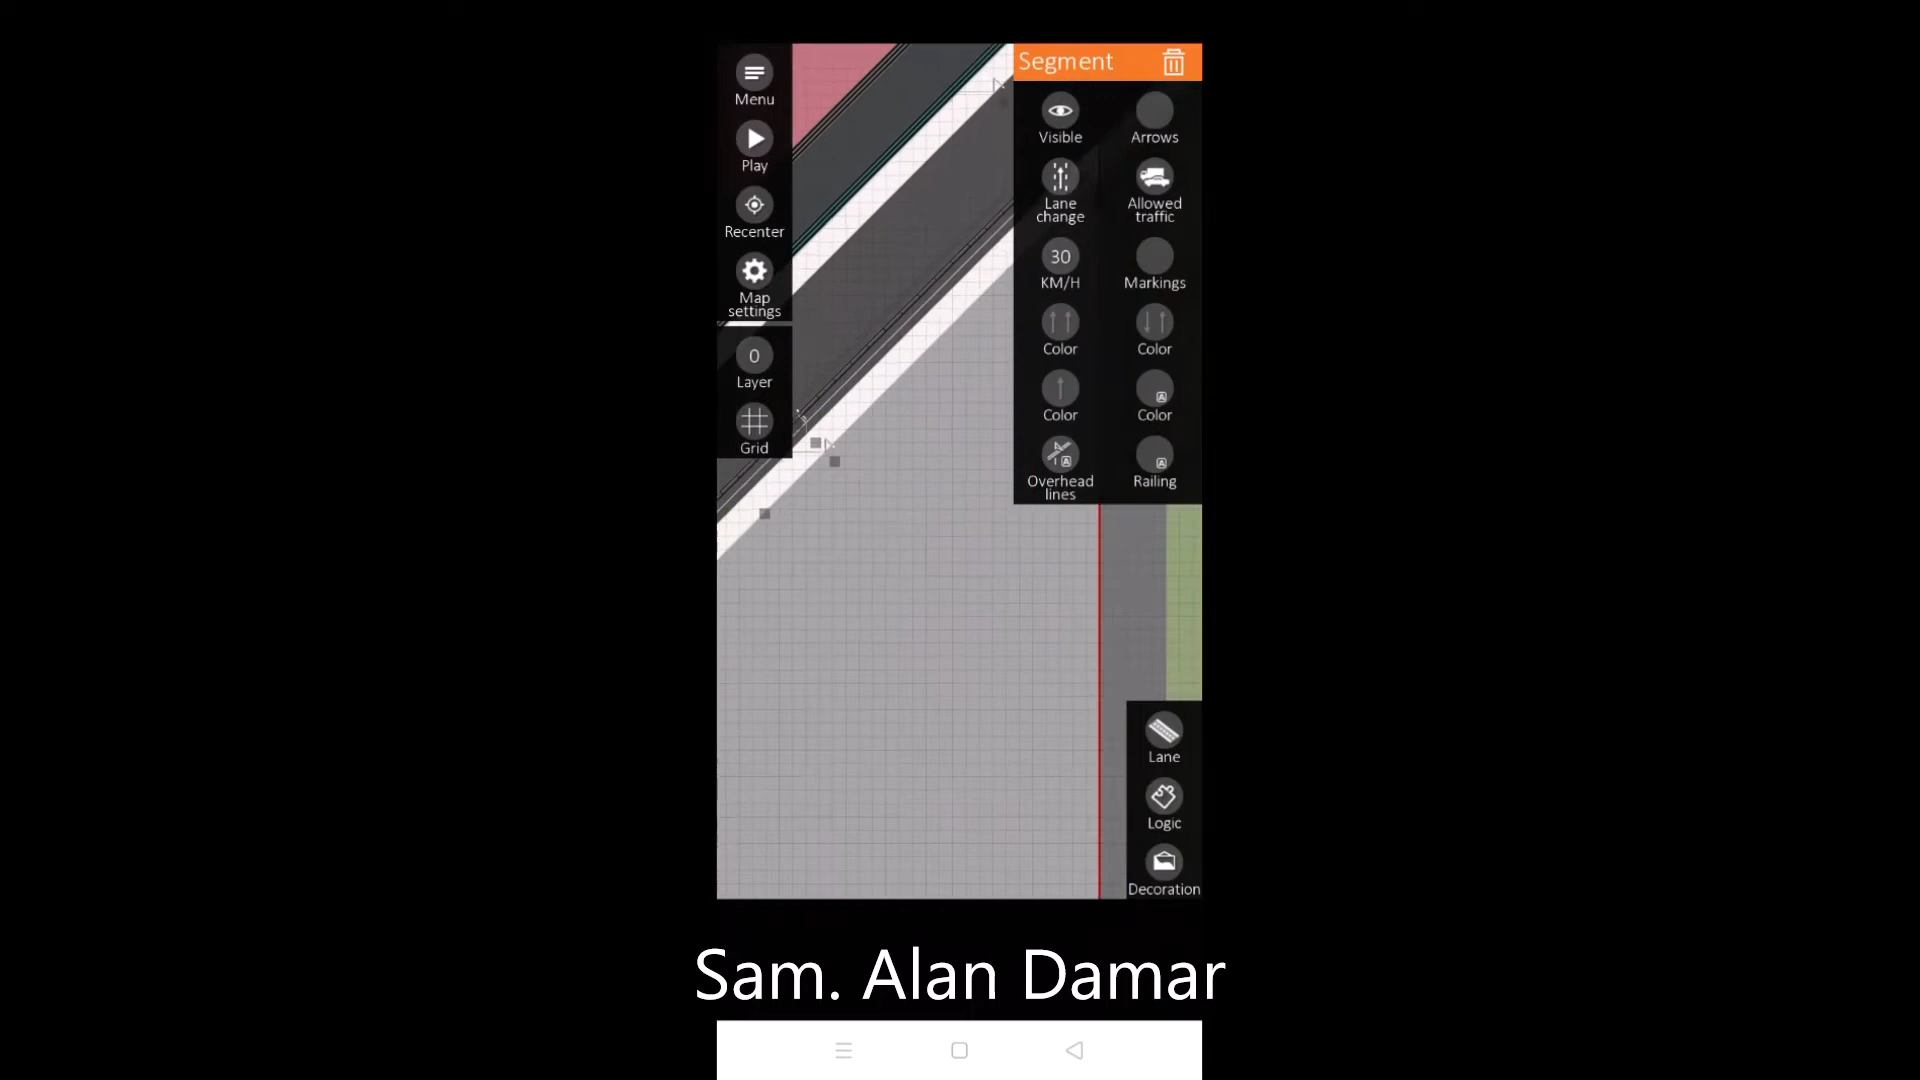 Menu
Play
Recenter
Map
settings
0
Layer
Grid
Segment
Visible
Arrows
Lane
change
Allowed
traffic
30
KM/H
Markings
Color
Color
Color
A
Color
A
Overhead
lines
A
Railing
Lane
Logic
Decoration
Sam. Alan Damar